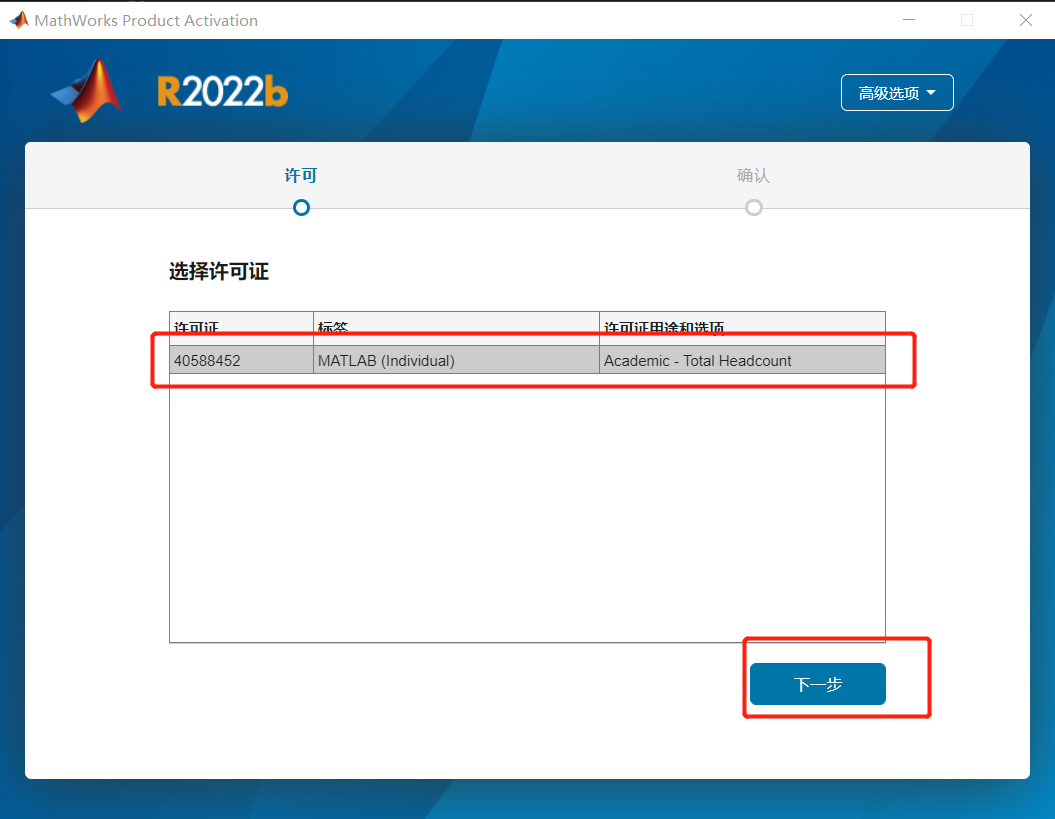 MathWorks Product Activation
R2022b
高级选项
许可
确认
选择许可证
许可证 标签 许可证用途和选项
40588452 MATLAB (Individual) Academic - Total Headcount
下一步